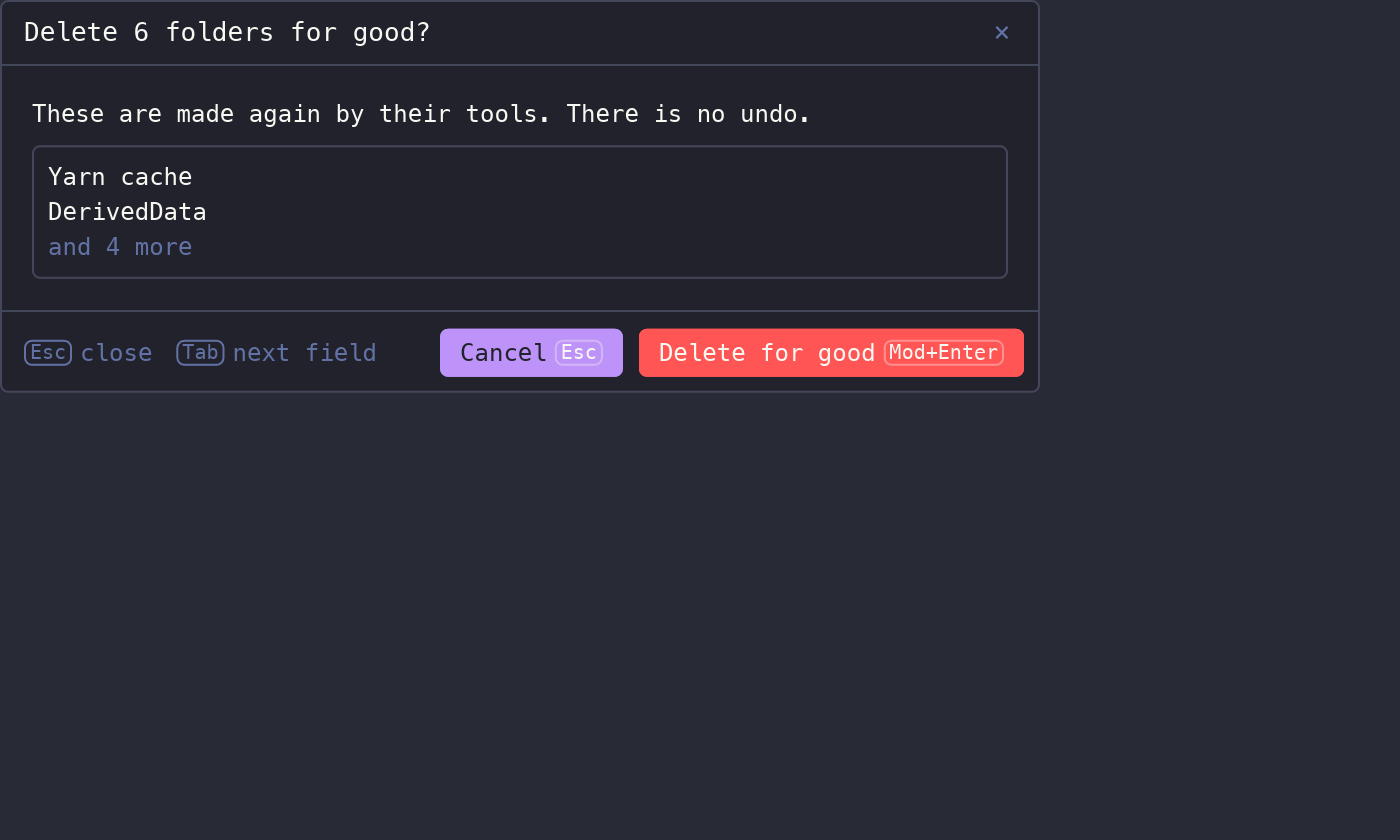 Delete 6 folders for good? ×
These are made again by their tools. There is no undo.
Yarn cache
DerivedData
and 4 more
Esc close Tab next field Cancel Esc Delete for good Mod+Enter